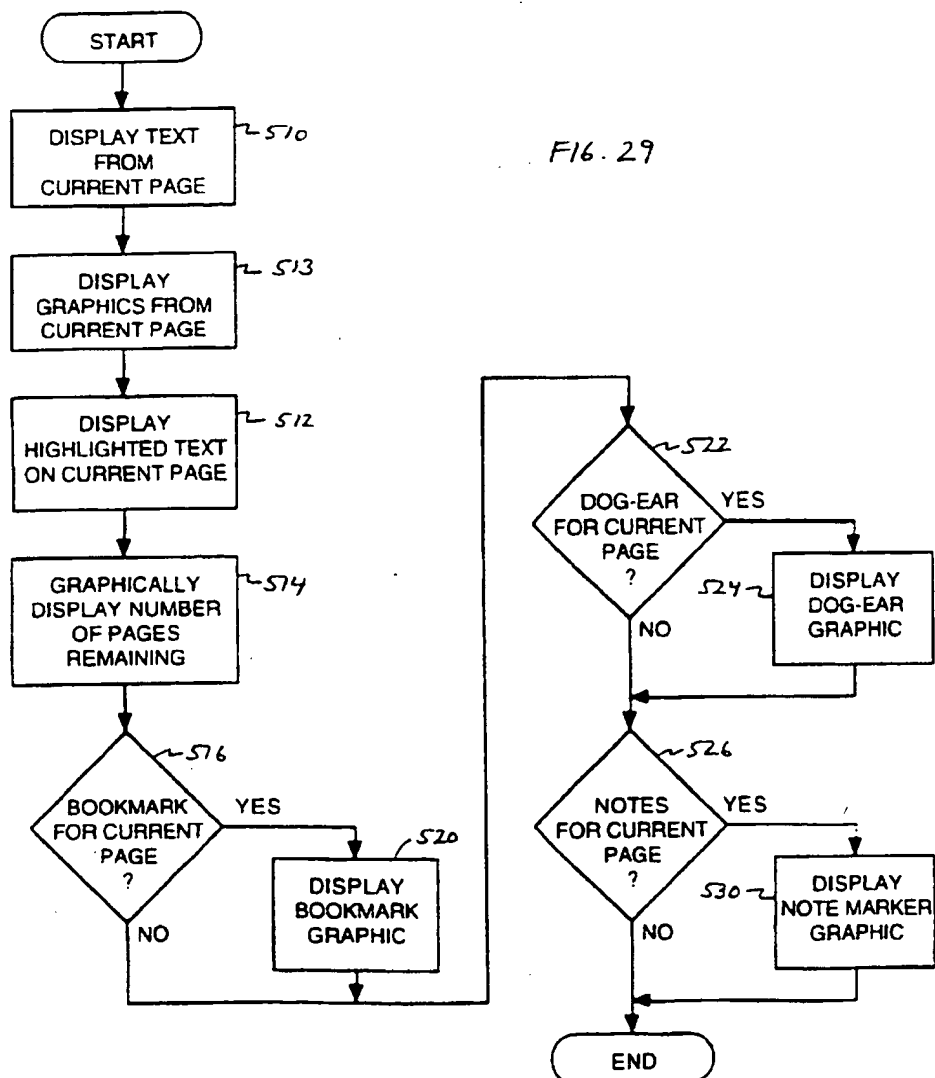 START
DISPLAY TEXT
FROM
CURRENT PAGE
510
FIG. 29
DISPLAY
GRAPHICS FROM
CURRENT PAGE
513
DISPLAY
HIGHLIGHTED TEXT
ON CURRENT PAGE
512
GRAPHICALLY
DISPLAY NUMBER
OF PAGES
REMAINING
514
BOOKMARK
FOR CURRENT
PAGE
?
516
YES
NO
DISPLAY
BOOKMARK
GRAPHIC
520
DOG-EAR
FOR CURRENT
PAGE
?
522
YES
NO
DISPLAY
DOG-EAR
GRAPHIC
524
NOTES
FOR CURRENT
PAGE
?
526
YES
NO
DISPLAY
NOTE MARKER
GRAPHIC
530
END